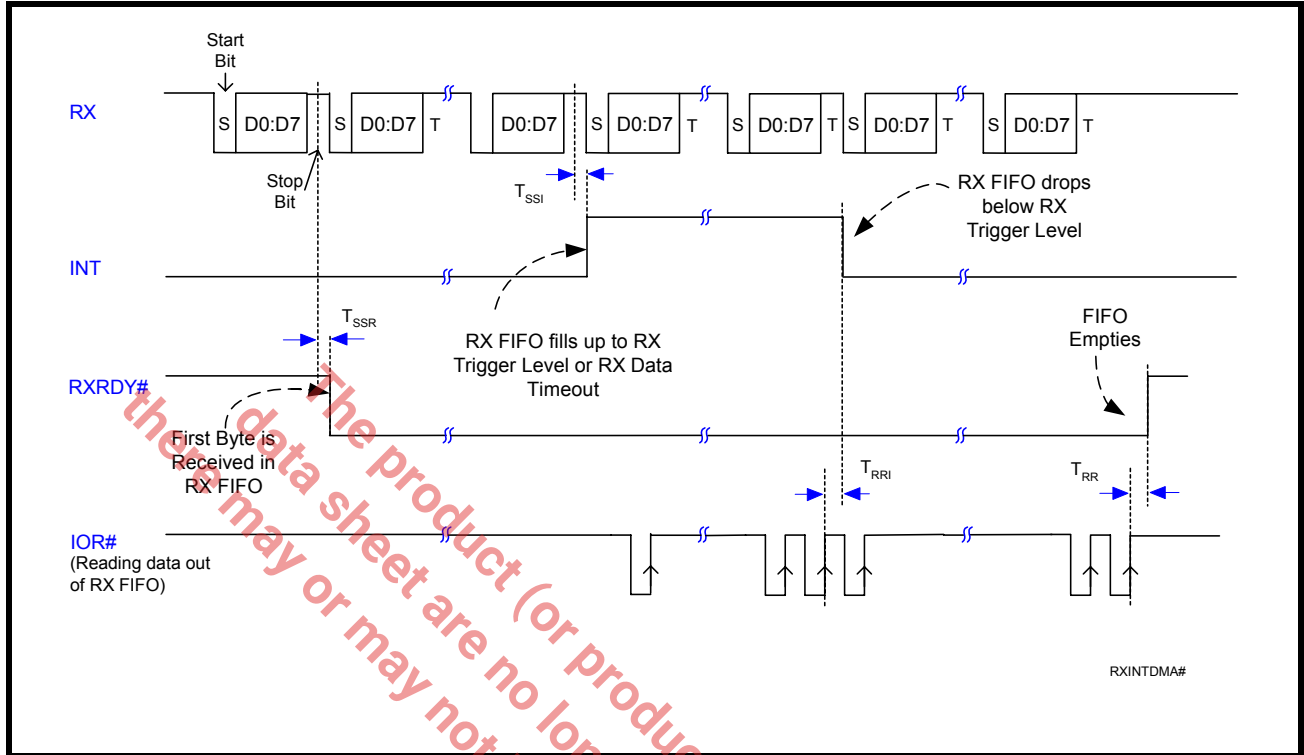 Start
Bit
RX
S D0:D7 S D0:D7 T D0:D7 S D0:D7 T S D0:D7 T S D0:D7 T S D0:D7 T
Stop
Bit
TSSI
RX FIFO drops
below RX
Trigger Level
INT
TSSR
RX FIFO fills up to RX
Trigger Level or RX Data
Timeout
FIFO
Empties
RXRDY#
First Byte is
Received in
RX FIFO
TRRI
TRR
IOR#
(Reading data out
of RX FIFO)
RXINTDMA#
The product (or produc
data sheet are no lon
there may or may not